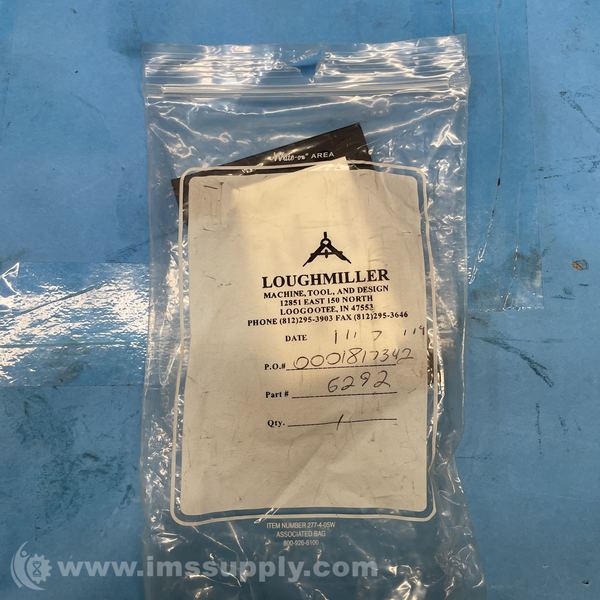 Write-on® AREA
LOUGHMILLER
MACHINE, TOOL, AND DESIGN
12851 EAST 150 NORTH
LOOGOOTEE, IN 47553
PHONE (812)295-3903 FAX (812)295-3646
DATE 11 7 19
P.O.# 0001817342
Part # 6292
Qty. 1
ITEM NUMBER 277-4-05W
ASSOCIATED BAG
800-926-6100
www.imssupply.com